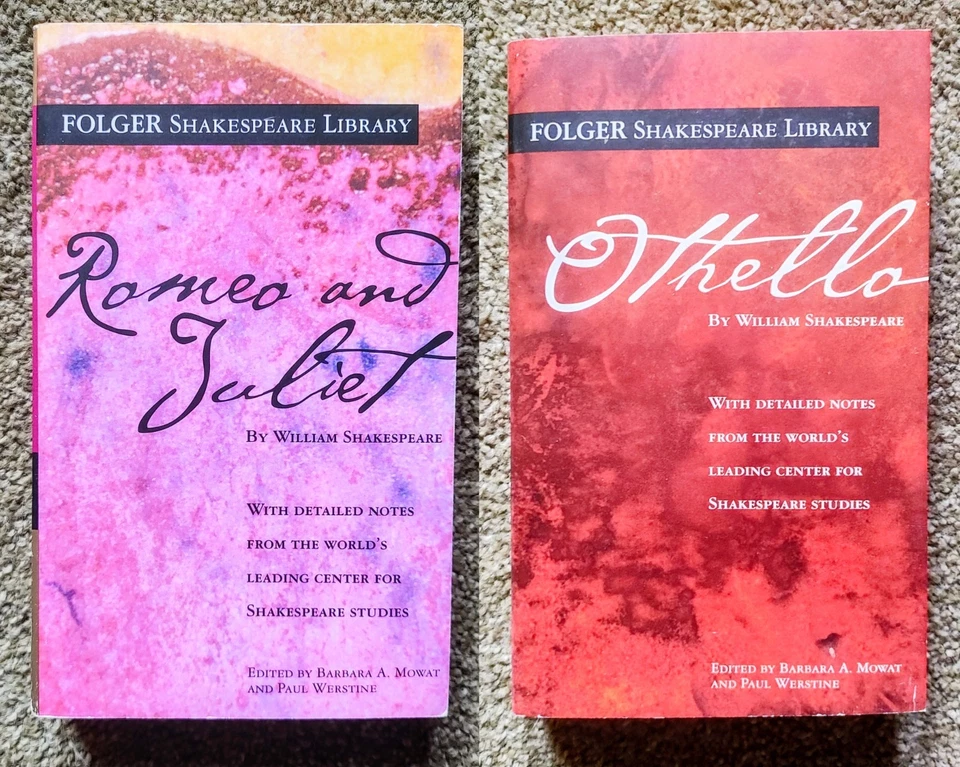 FOLGER SHAKESPEARE LIBRARY
Romeo and
Juliet
BY WILLIAM SHAKESPEARE
WITH DETAILED NOTES
FROM THE WORLD'S
LEADING CENTER FOR
SHAKESPEARE STUDIES
EDITED BY BARBARA A. MOWAT
AND PAUL WERSTINE
FOLGER SHAKESPEARE LIBRARY
Othello
BY WILLIAM SHAKESPEARE
WITH DETAILED NOTES
FROM THE WORLD'S
LEADING CENTER FOR
SHAKESPEARE STUDIES
EDITED BY BARBARA A. MOWAT
AND PAUL WERSTINE